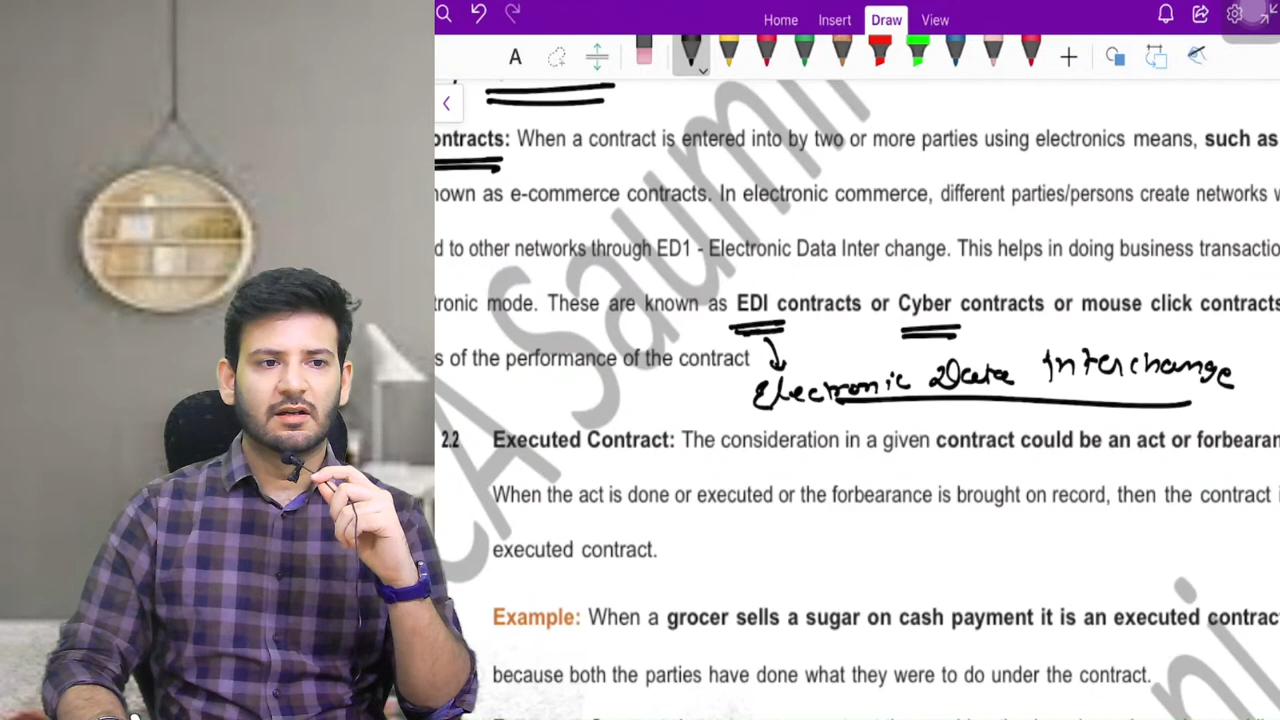 Home Insert Draw View
A
ontracts: When a contract is entered into by two or more parties using electronics means, such as
nown as e-commerce contracts. In electronic commerce, different parties/persons create networks w
d to other networks through ED1 - Electronic Data Inter change. This helps in doing business transactio
tronic mode. These are known as EDI contracts or Cyber contracts or mouse click contracts
s of the performance of the contract
Electronic Data Interchange
2.2 Executed Contract: The consideration in a given contract could be an act or forbearan
When the act is done or executed or the forbearance is brought on record, then the contract i
executed contract.
Example: When a grocer sells a sugar on cash payment it is an executed contract
because both the parties have done what they were to do under the contract.
CA Saumil